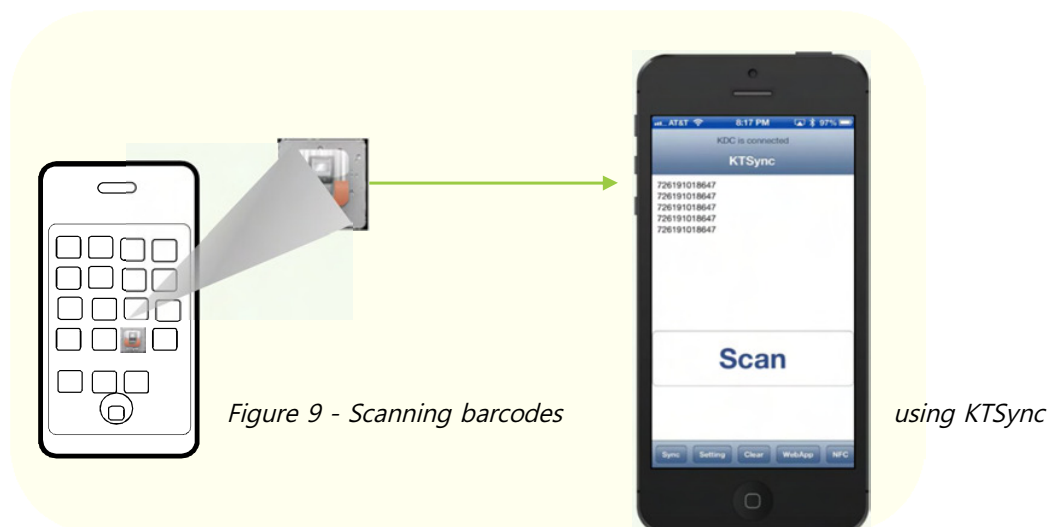 AT&T 8:17 PM 97%
KDC is connected
KTSync
726191018647
726191018647
726191018647
726191018647
726191018647
Scan
Figure 9 - Scanning barcodes using KTSync
Sync Setting Clear WebApp NFC